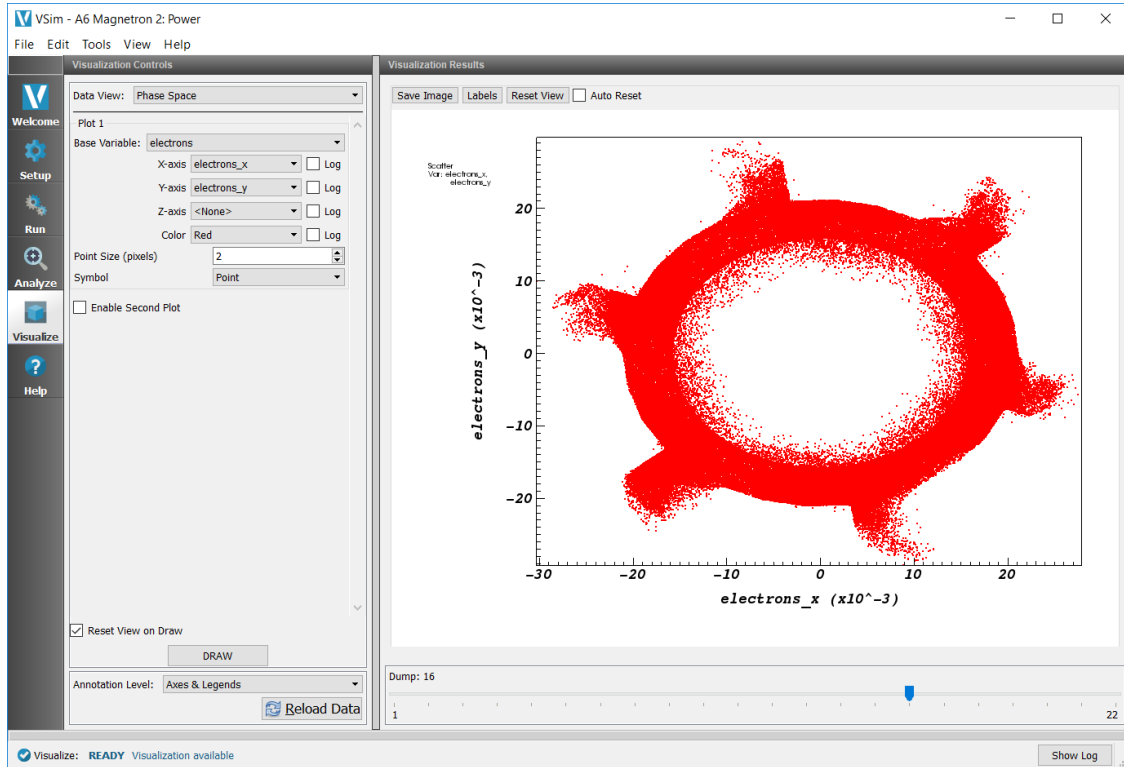 VSim - A6 Magnetron 2: Power
File Edit Tools View Help
Visualization Controls
Visualization Results
Welcome
Setup
Run
Analyze
Visualize
Help
Data View: Phase Space
Plot 1
Base Variable: electrons
X-axis electrons_x Log
Y-axis electrons_y Log
Z-axis <None> Log
Color Red Log
Point Size (pixels) 2
Symbol Point
Enable Second Plot
Reset View on Draw
DRAW
Annotation Level: Axes & Legends
Reload Data
Save Image Labels Reset View Auto Reset
Scatter
Var: electrons_x,
electrons_y
20
10
0
-10
-20
electrons_y (x10^-3)
-30 -20 -10 0 10 20
electrons_x (x10^-3)
Dump: 16
1 22
Visualize: READY Visualization available
Show Log